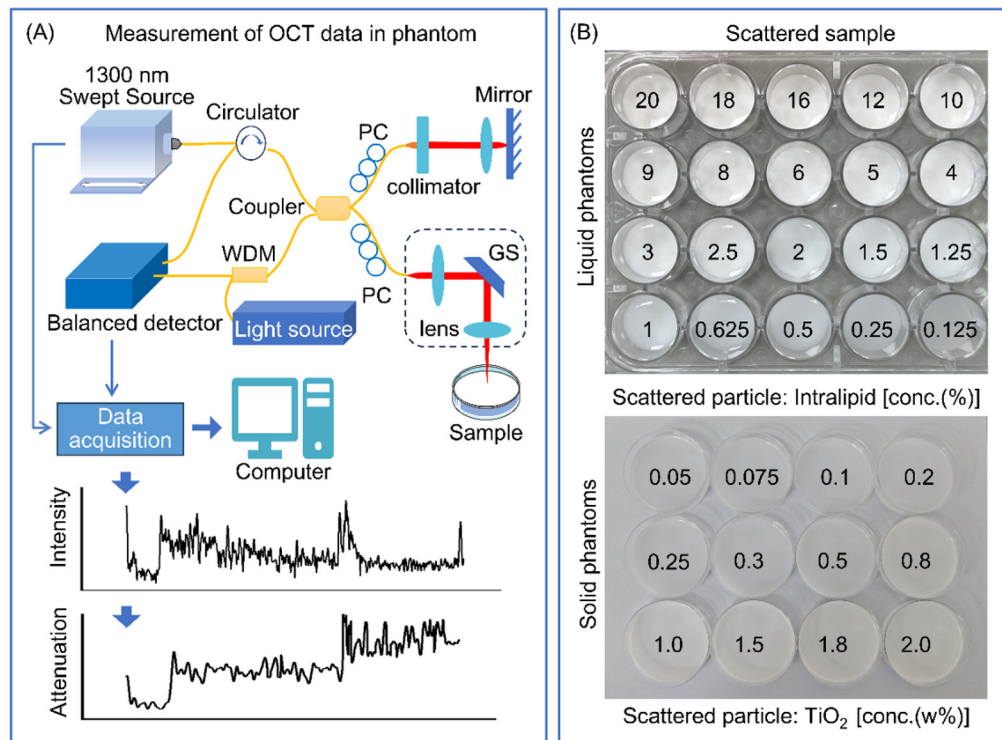 (A) Measurement of OCT data in phantom
1300 nm
Swept Source
Circulator
Mirror
PC
collimator
Coupler
WDM
GS
PC
Balanced detector
Light source
lens
Data
acquisition
Computer
Sample
Intensity
Attenuation
(B) Scattered sample
Liquid phantoms
20 18 16 12 10
9 8 6 5 4
3 2.5 2 1.5 1.25
1 0.625 0.5 0.25 0.125
Scattered particle: Intralipid [conc.(%)]
Solid phantoms
0.05 0.075 0.1 0.2
0.25 0.3 0.5 0.8
1.0 1.5 1.8 2.0
Scattered particle: TiO₂ [conc.(w%)]